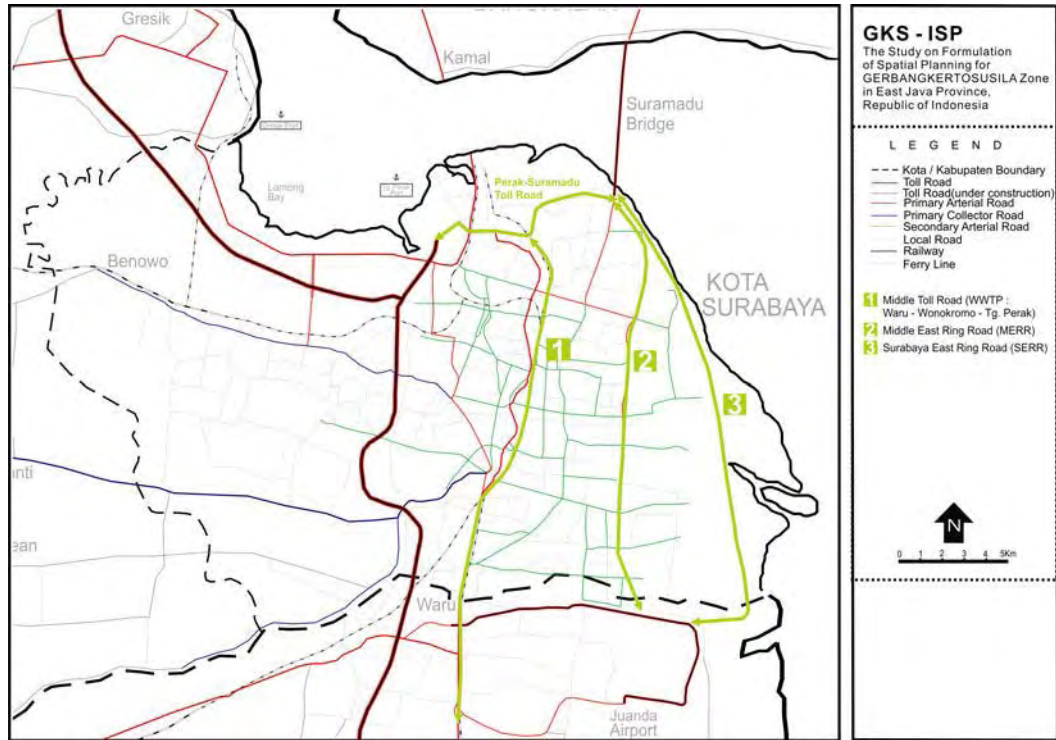 Gresik
Kamal
Suramadu
Bridge
Lamong
Bay
Perak-Suramadu
Toll Road
Benowo
KOTA
SURABAYA
1
2
3
Waru
Juanda
Airport
GKS - ISP
The Study on Formulation
of Spatial Planning for
GERBANGKERTOSUSILA Zone
in East Java Province,
Republic of Indonesia
L E G E N D
Kota / Kabupaten Boundary
Toll Road
Toll Road(under construction)
Primary Arterial Road
Primary Collector Road
Secondary Arterial Road
Local Road
Railway
Ferry Line
1 Middle Toll Road (WWTP :
Waru - Wonokromo - Tg. Perak)
2 Middle East Ring Road (MERR)
3 Surabaya East Ring Road (SERR)
N
0 1 2 3 4 5Km